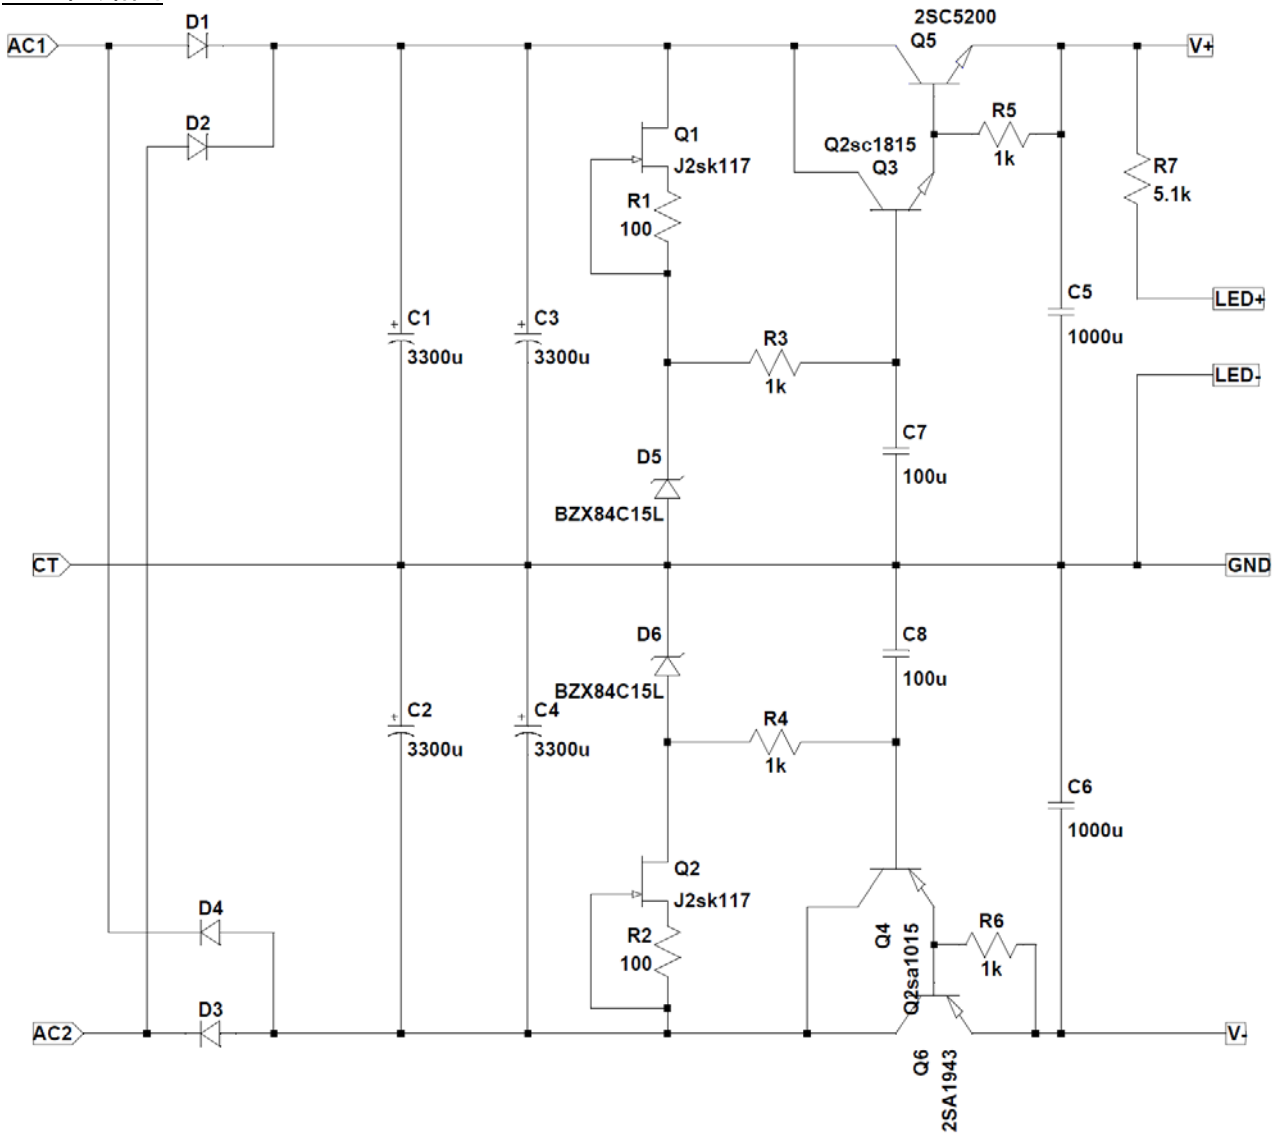 2SC5200
D1
AC1
Q5
V+
D2
R5
Q1
Q2sc1815
1k
R7
J2sk117
Q3
5.1k
R1
100
C5
LED+
C1
C3
1000u
R3
3300u
3300u
LED-
1k
C7
D5
100u
BZX84C15L
CT
GND
D6
C8
100u
BZX84C15L
C2
C4
R4
3300u
3300u
1k
C6
1000u
Q2
J2sk117
D4
R6
R2
Q4
Q2sa1015
100
1k
D3
AC2
V-
Q6
2SA1943